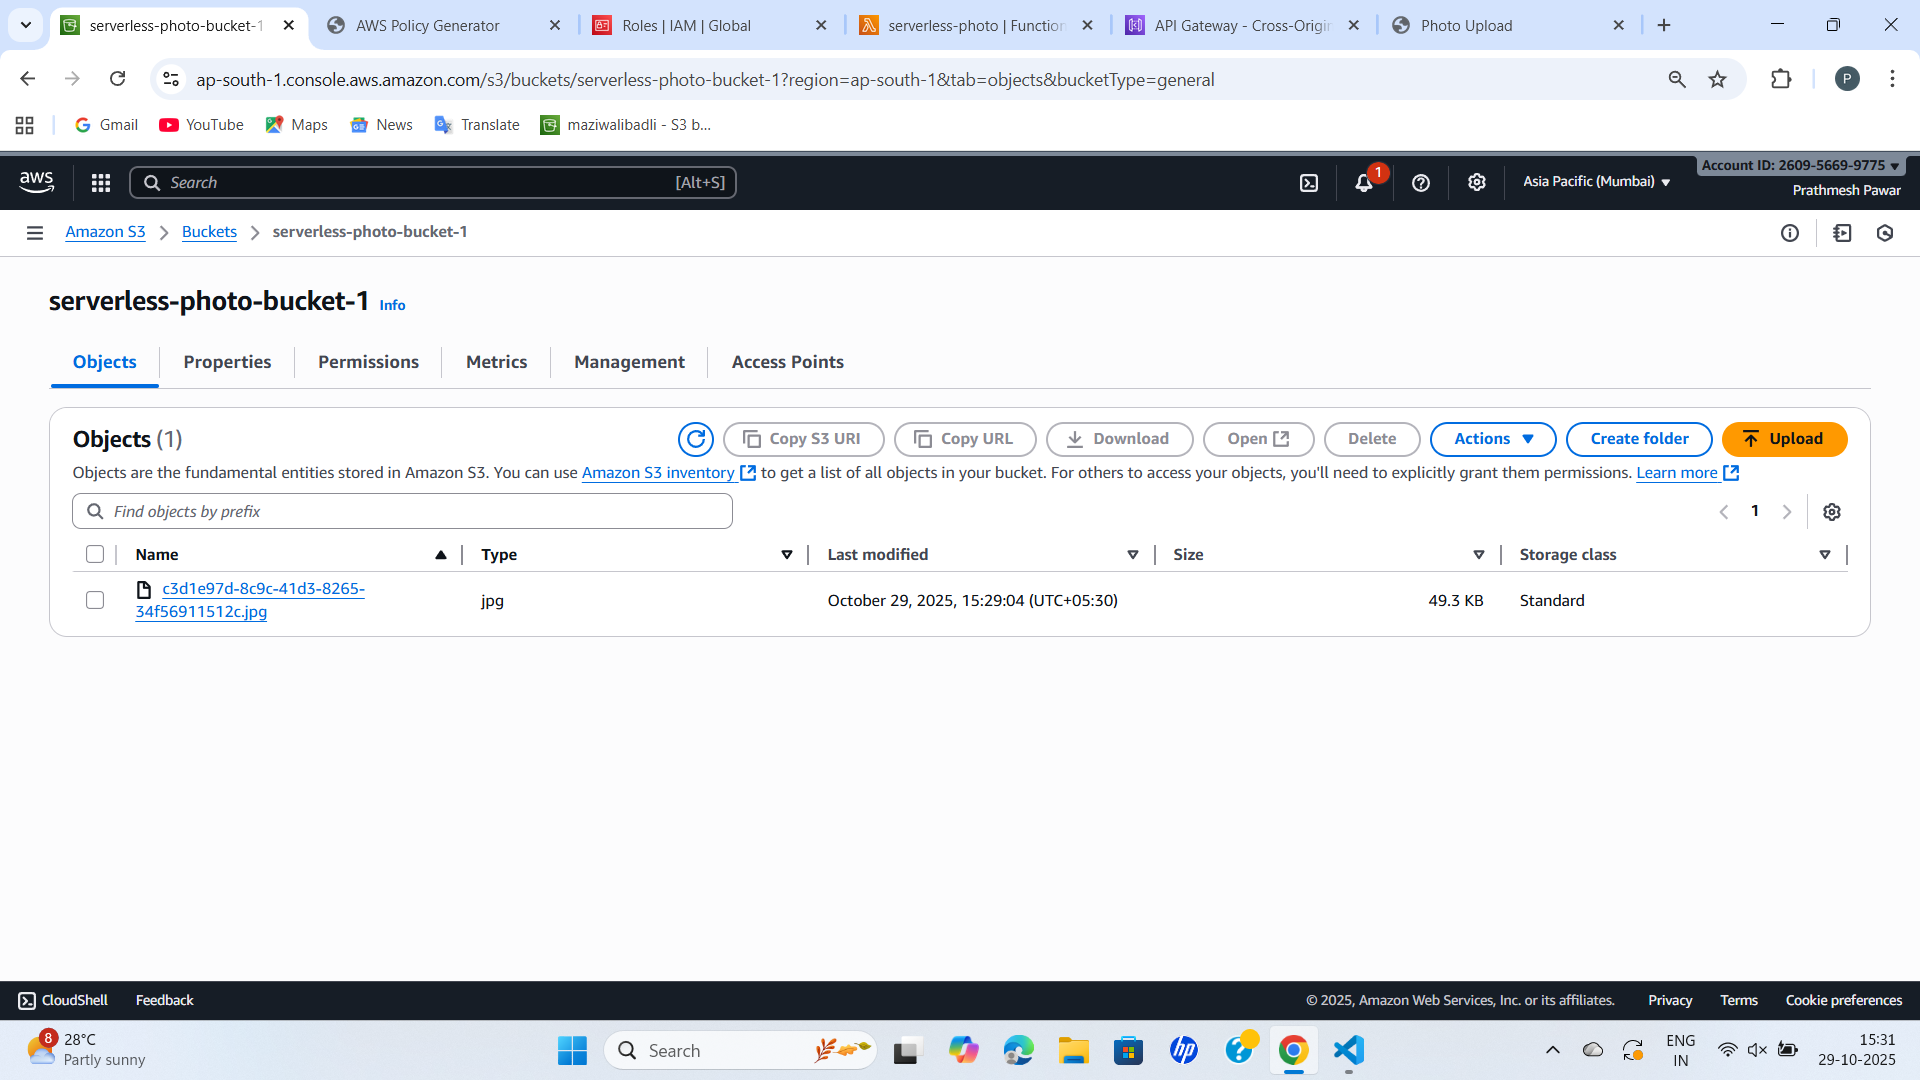 serverless-photo-bucket-1
AWS Policy Generator
Roles | IAM | Global
serverless-photo | Function
API Gateway - Cross-Origin
Photo Upload
ap-south-1.console.aws.amazon.com/s3/buckets/serverless-photo-bucket-1?region=ap-south-1&tab=objects&bucketType=general
P
Gmail
YouTube
Maps
News
Translate
maziwalibadli - S3 b...
aws
Search
[Alt+S]
1
Asia Pacific (Mumbai)
Account ID: 2609-5669-9775
Prathmesh Pawar
Amazon S3
Buckets
serverless-photo-bucket-1
serverless-photo-bucket-1 Info
Objects
Properties
Permissions
Metrics
Management
Access Points
Objects (1)
Copy S3 URI
Copy URL
Download
Open
Delete
Actions
Create folder
Upload
Objects are the fundamental entities stored in Amazon S3. You can use Amazon S3 inventory to get a list of all objects in your bucket. For others to access your objects, you'll need to explicitly grant them permissions. Learn more
Find objects by prefix
1
Name
Type
Last modified
Size
Storage class
c3d1e97d-8c9c-41d3-8265-
34f56911512c.jpg
jpg
October 29, 2025, 15:29:04 (UTC+05:30)
49.3 KB
Standard
CloudShell
Feedback
© 2025, Amazon Web Services, Inc. or its affiliates.
Privacy
Terms
Cookie preferences
8
28°C
Partly sunny
Search
hp
ENG
IN
15:31
29-10-2025